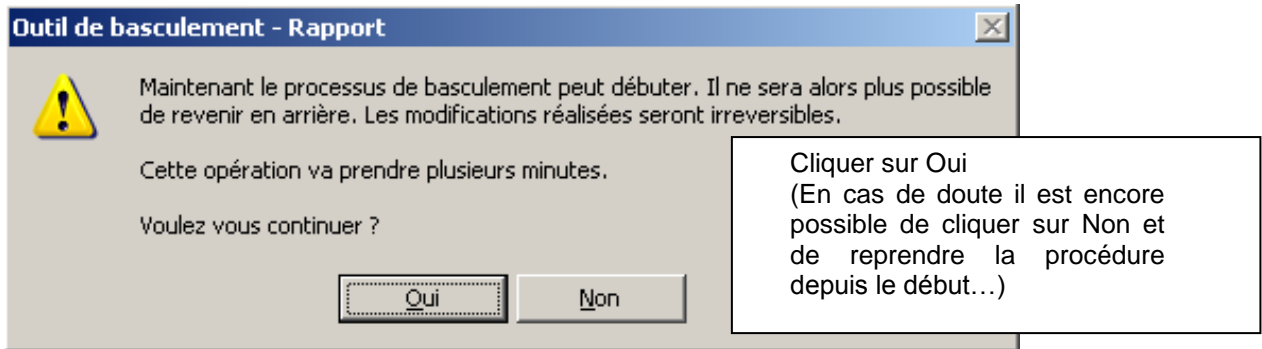 Outil de basculement - Rapport
Maintenant le processus de basculement peut débuter. Il ne sera alors plus possible
de revenir en arrière. Les modifications réalisées seront irreversibles.
Cette opération va prendre plusieurs minutes.
Voulez vous continuer ?
Oui
Non
Cliquer sur Oui
(En cas de doute il est encore
possible de cliquer sur Non et
de reprendre la procédure
depuis le début…)